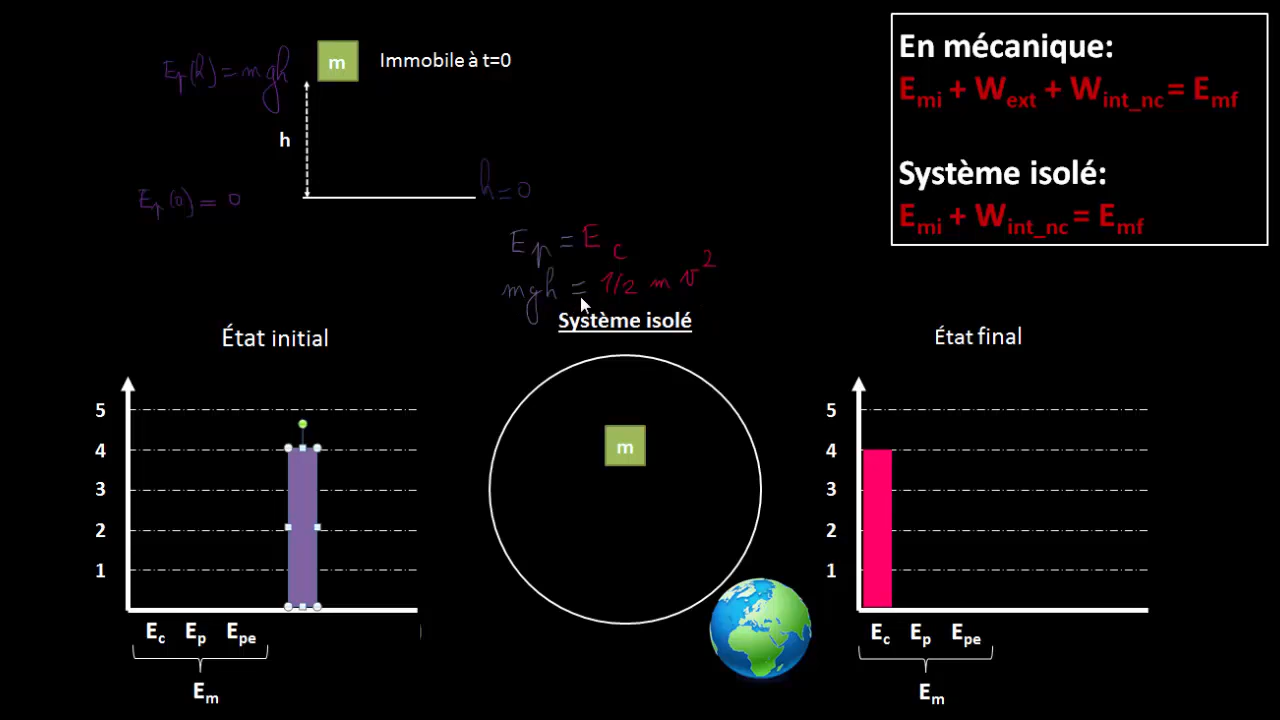 Ep(h) = mgh
m
Immobile à t=0
h
Ep(0) = 0
h = 0
En mécanique:
Emi + Wext + Wint_nc = Emf
Système isolé:
Emi + Wint_nc = Emf
Ep = Ec
mgh = 1/2 m v²
État initial
5
4
3
2
1
Ec Ep Epe
Em
Système isolé
m
État final
5
4
3
2
1
Ec Ep Epe
Em